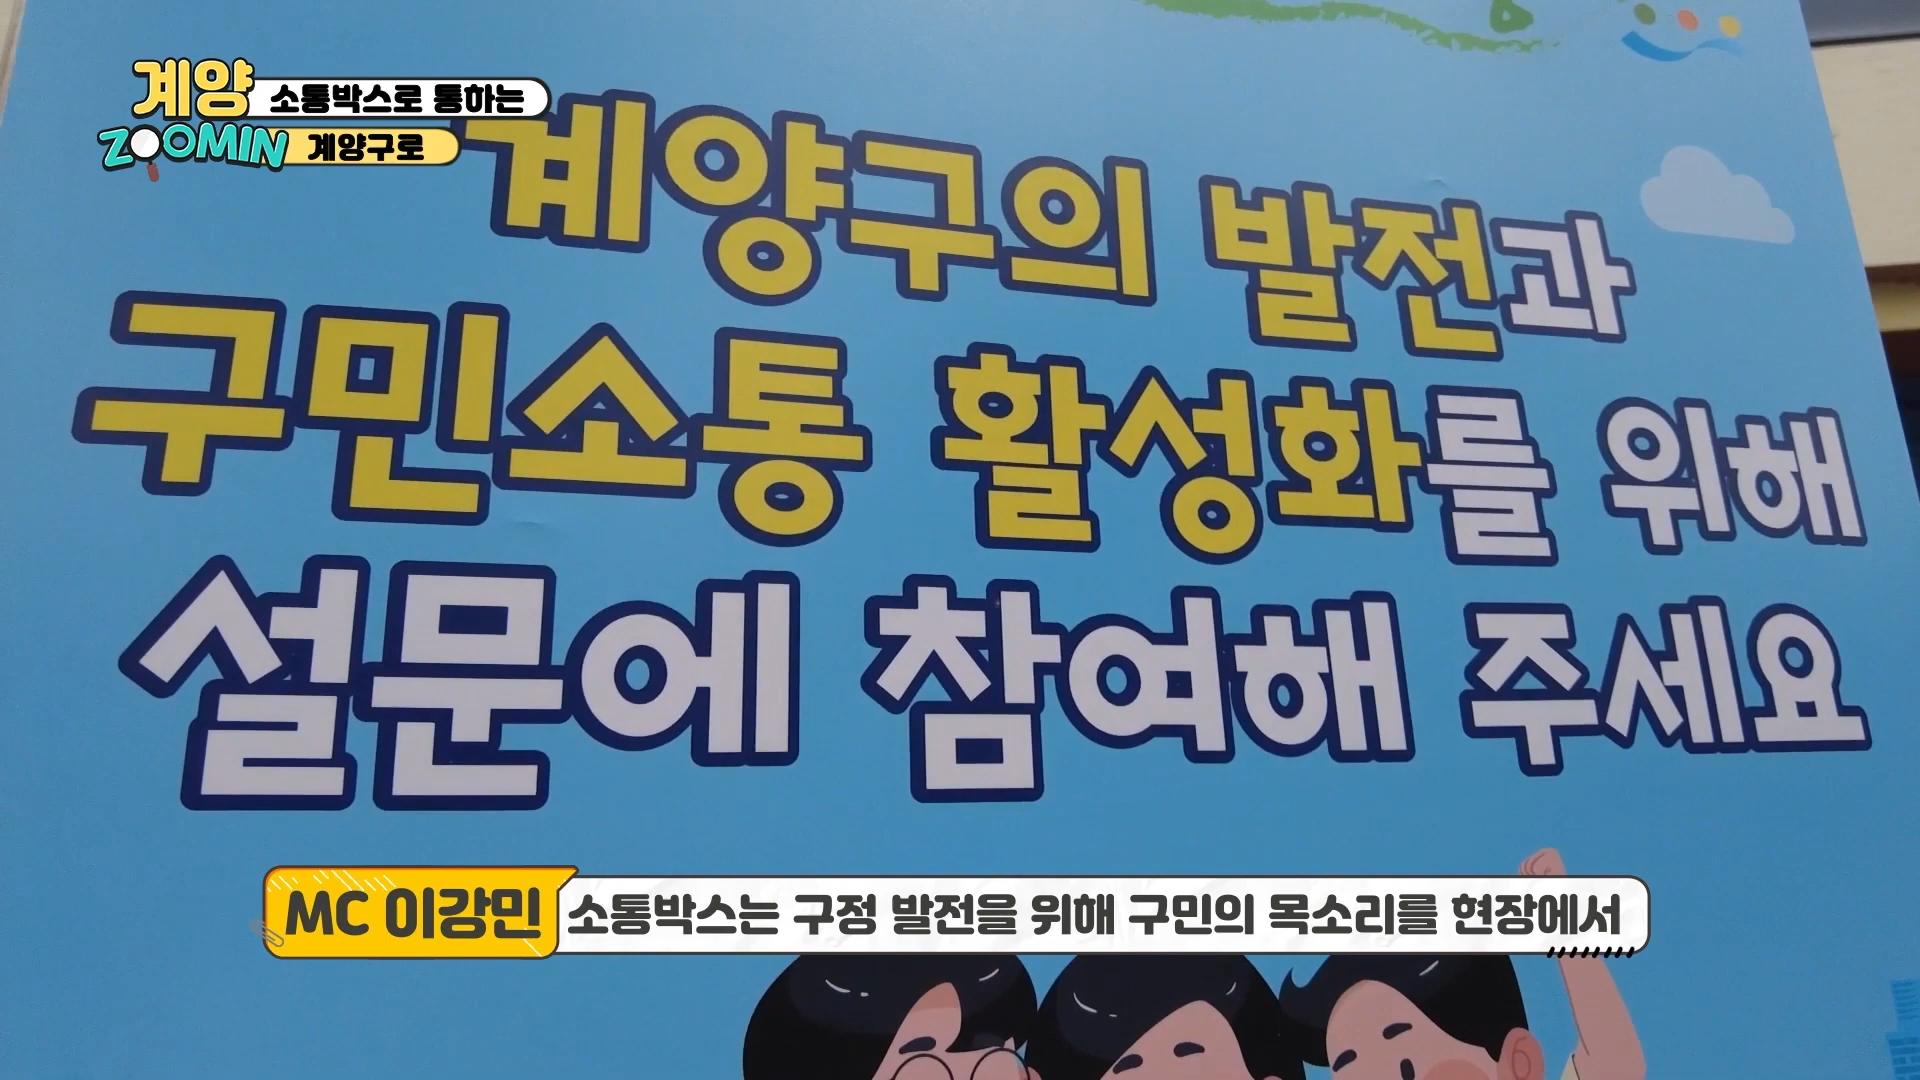 계양 소통박스로 통하는
ZOOMIN 계양구로
계양구의 발전과
구민소통 활성화를 위해
설문에 참여해 주세요
MC 이강민 소통박스는 구정 발전을 위해 구민의 목소리를 현장에서